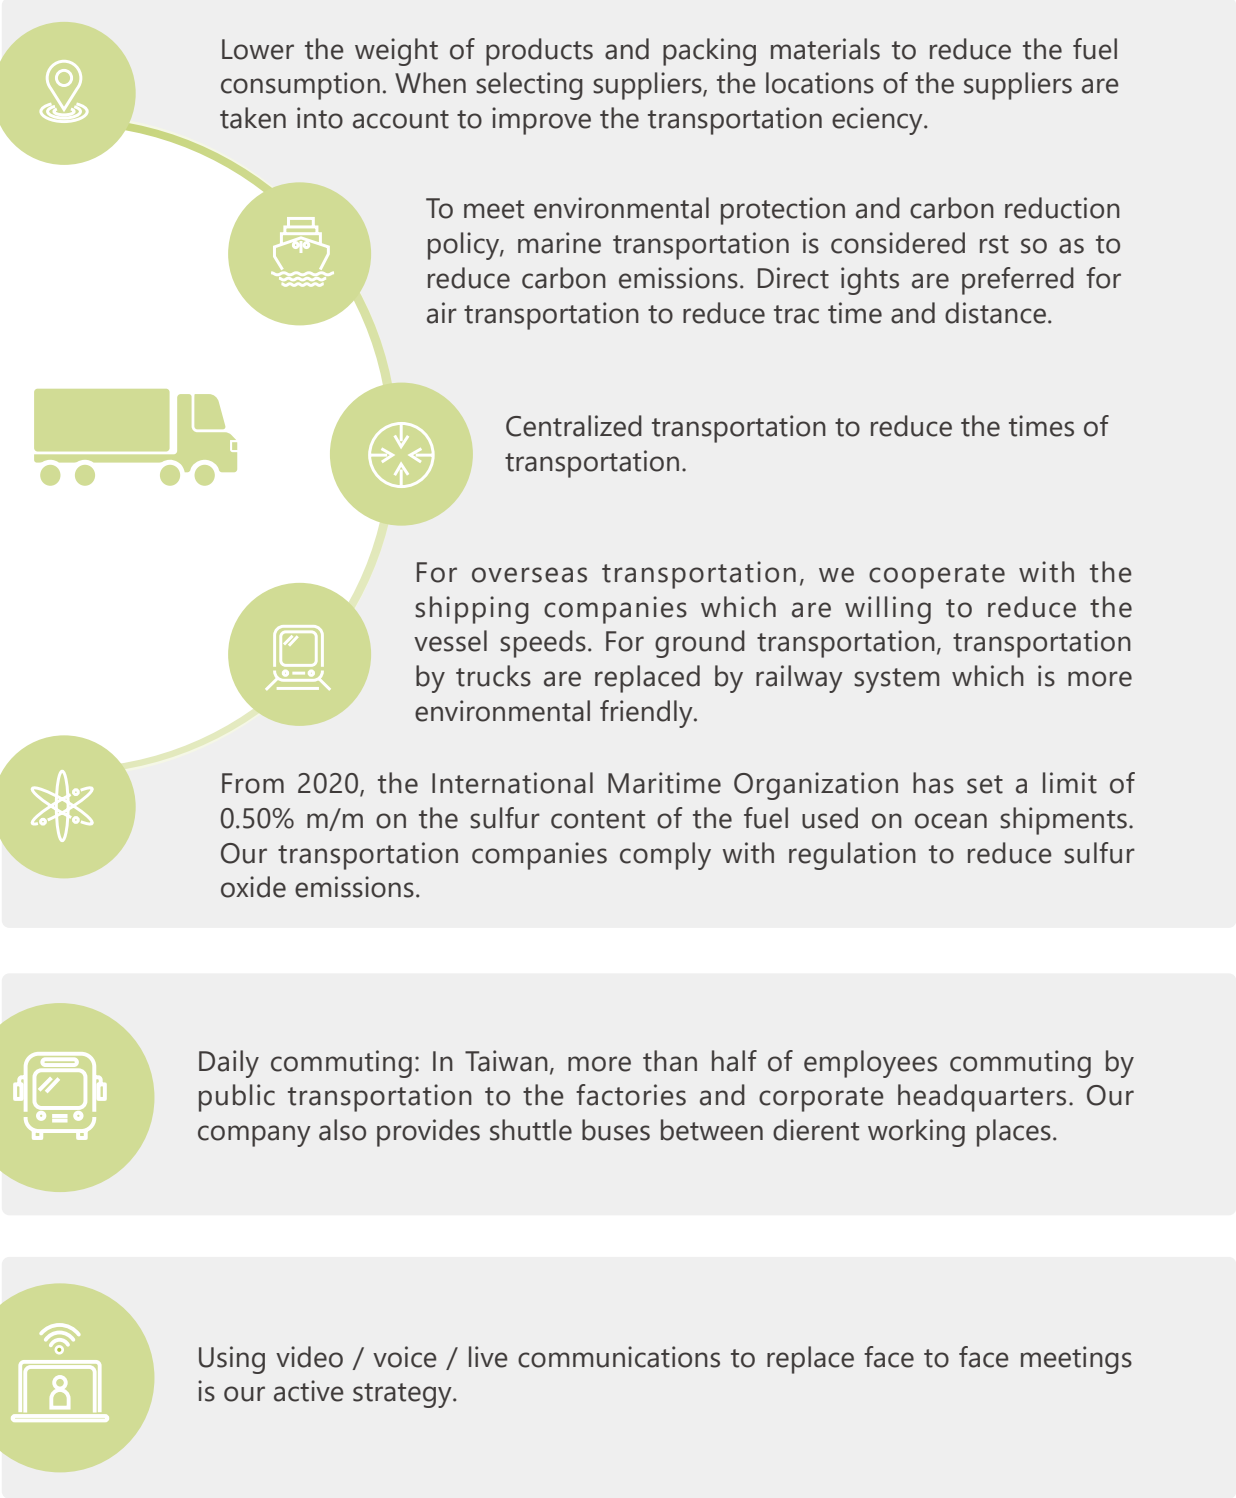 Lower the weight of products and packing materials to reduce the fuel
consumption. When selecting suppliers, the locations of the suppliers are
taken into account to improve the transportation eciency.
To meet environmental protection and carbon reduction
policy, marine transportation is considered rst so as to
reduce carbon emissions. Direct ights are preferred for
air transportation to reduce trac time and distance.
Centralized transportation to reduce the times of
transportation.
For overseas transportation, we cooperate with the
shipping companies which are willing to reduce the
vessel speeds. For ground transportation, transportation
by trucks are replaced by railway system which is more
environmental friendly.
From 2020, the International Maritime Organization has set a limit of
0.50% m/m on the sulfur content of the fuel used on ocean shipments.
Our transportation companies comply with regulation to reduce sulfur
oxide emissions.
Daily commuting: In Taiwan, more than half of employees commuting by
public transportation to the factories and corporate headquarters. Our
company also provides shuttle buses between dierent working places.
Using video / voice / live communications to replace face to face meetings
is our active strategy.